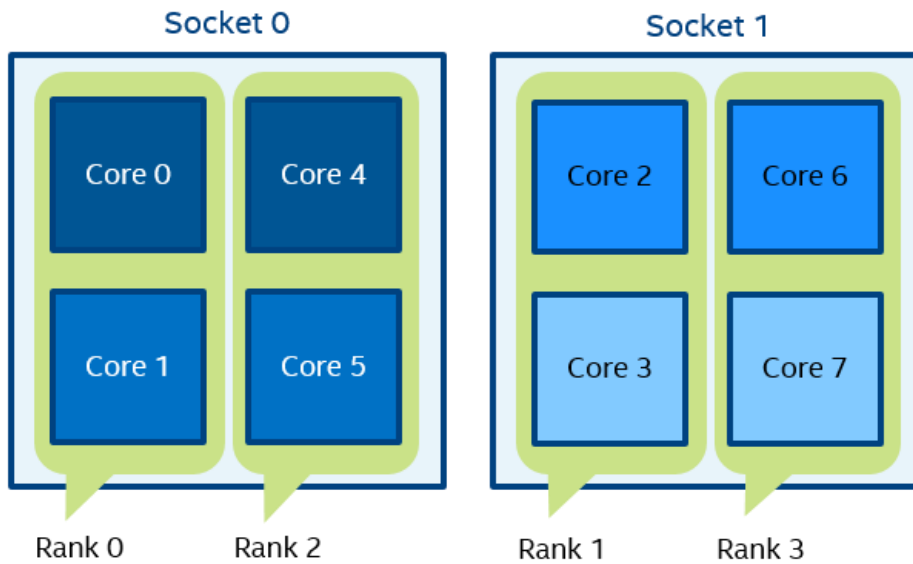 Socket 0
Socket 1
Core 0
Core 4
Core 2
Core 6
Core 1
Core 5
Core 3
Core 7
Rank 0
Rank 2
Rank 1
Rank 3